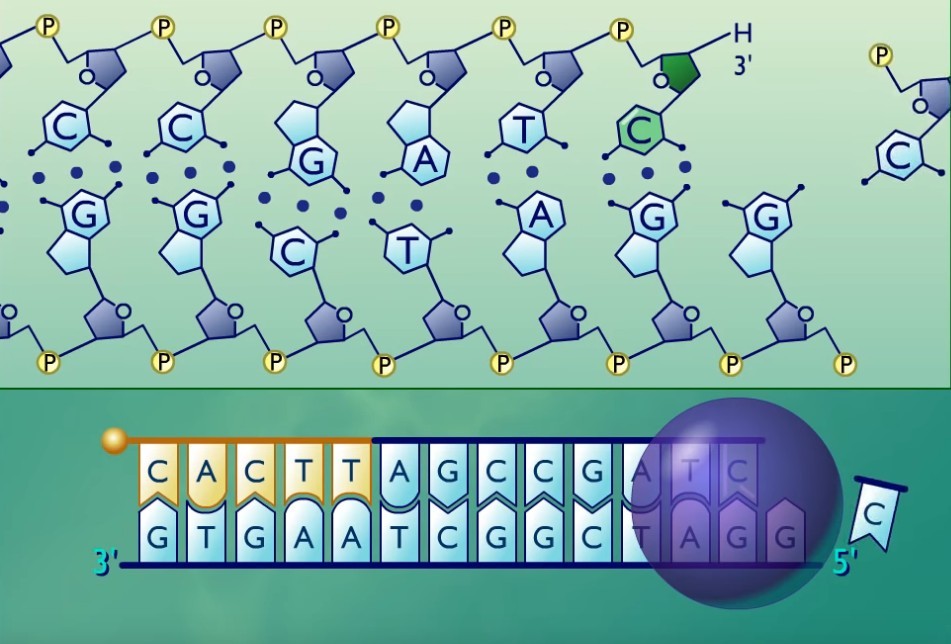 P P P P P P H
3'
P
O O O O O O O
C C G A T C C
G G C T A G G
O O O O O O O O
P P P P P P P P
C A C T T A G C C G A T C
C
G T G A A T C G G C T A G G
3' 5'